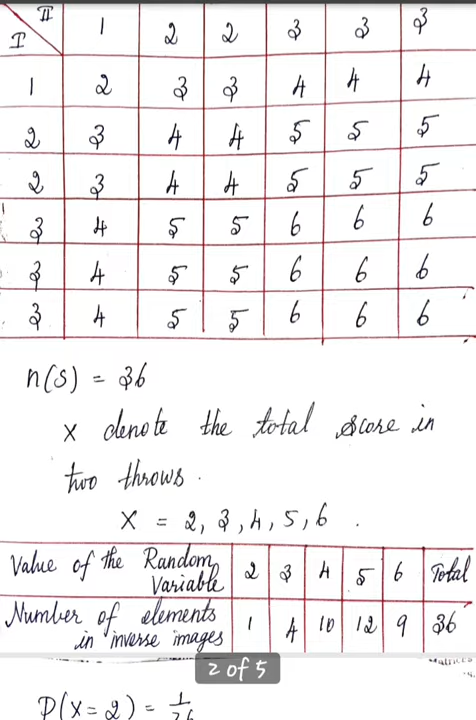 II
I
1 2 2 3 3 3
1 2 3 3 4 4 4
2 3 4 4 5 5 5
2 3 4 4 5 5 5
3 4 5 5 6 6 6
3 4 5 5 6 6 6
3 4 5 5 6 6 6
n(S) = 36
X denote the total score in
two throws.
X = 2, 3, 4, 5, 6.
Value of the Random Variable 2 3 4 5 6 Total
Number of elements in inverse images 1 4 10 12 9 36
2 of 5
Matrices
P(X=2) = 1/36